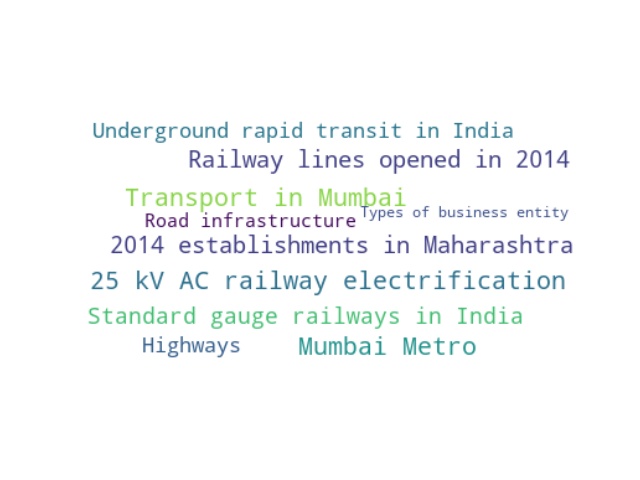 Underground rapid transit in India
Railway lines opened in 2014
Transport in Mumbai
Types of business entity
Road infrastructure
2014 establishments in Maharashtra
25 kV AC railway electrification
Standard gauge railways in India
Highways
Mumbai Metro